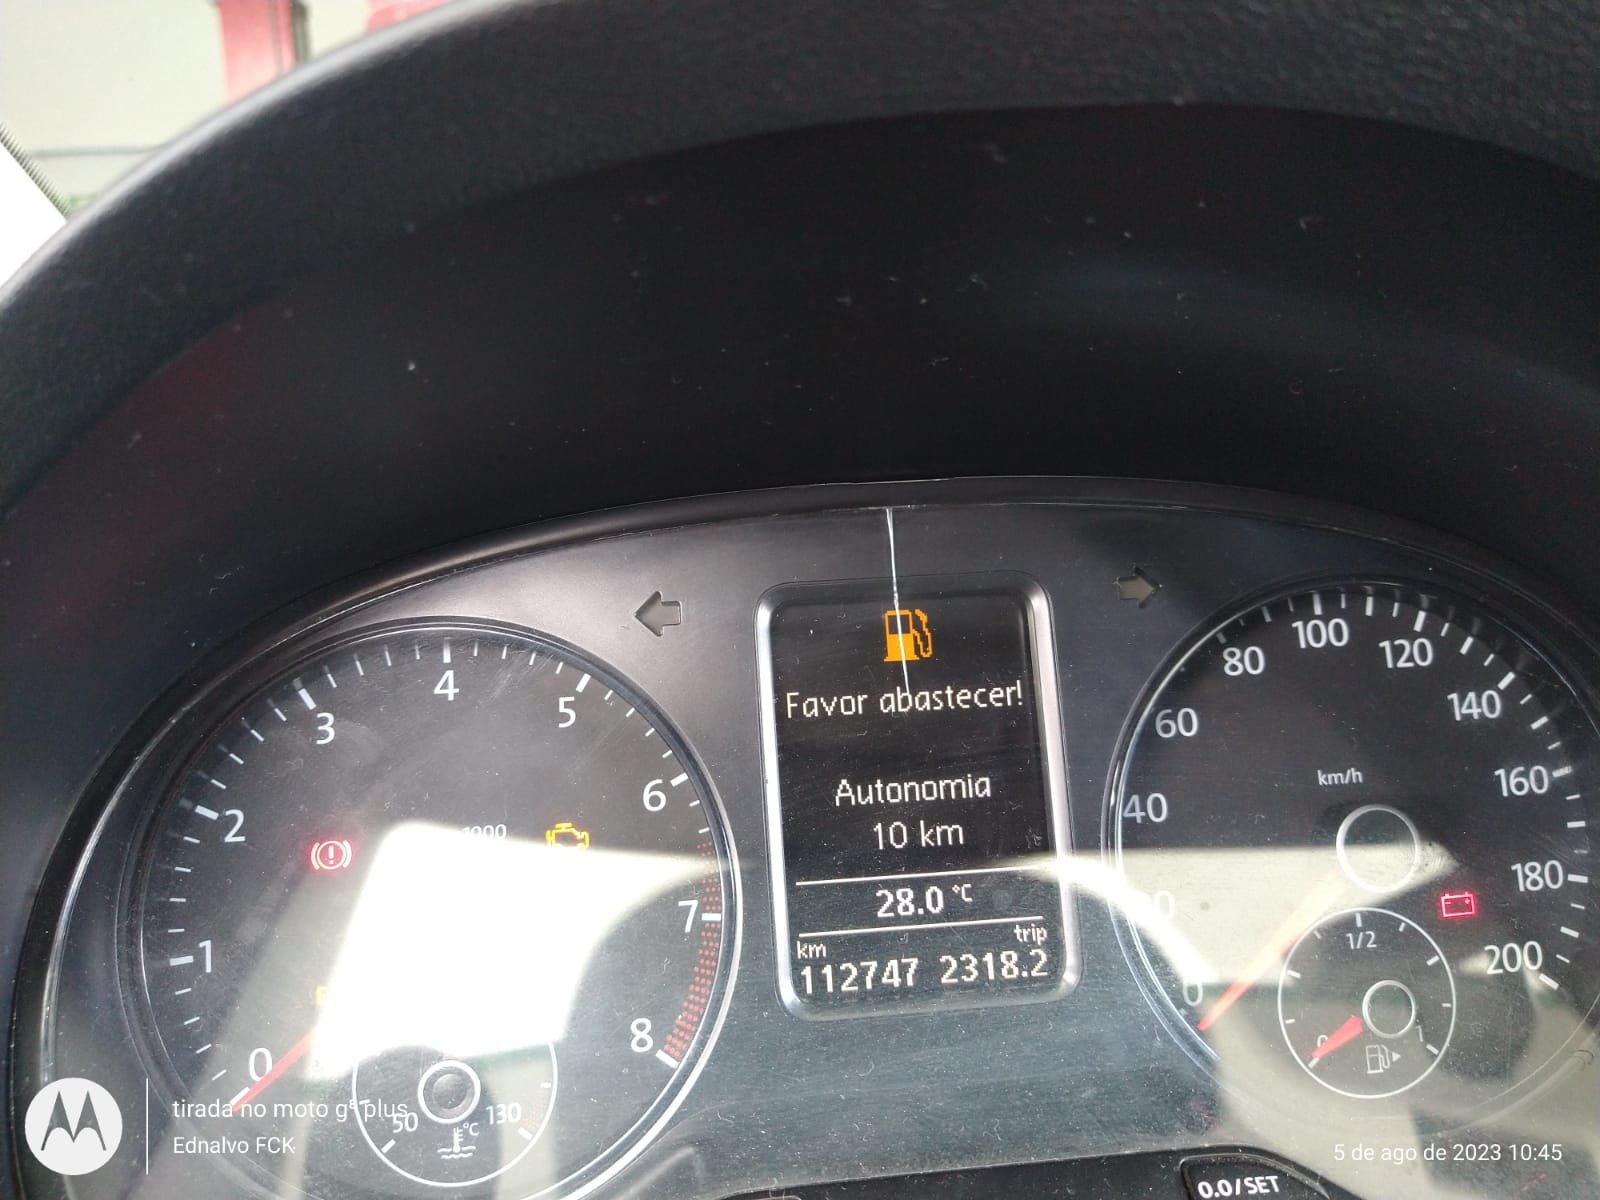 Favor abastecer!
Autonomia
10 km
28.0 °C
km
trip
112747 2318.2
0
1
2
3
4
5
6
7
8
50
130
°C
0
40
60
80
100
120
140
160
180
200
km/h
0
1/2
1
0.0/SET
tirada no moto g⁸ plus
Ednalvo FCK
5 de ago de 2023 10:45